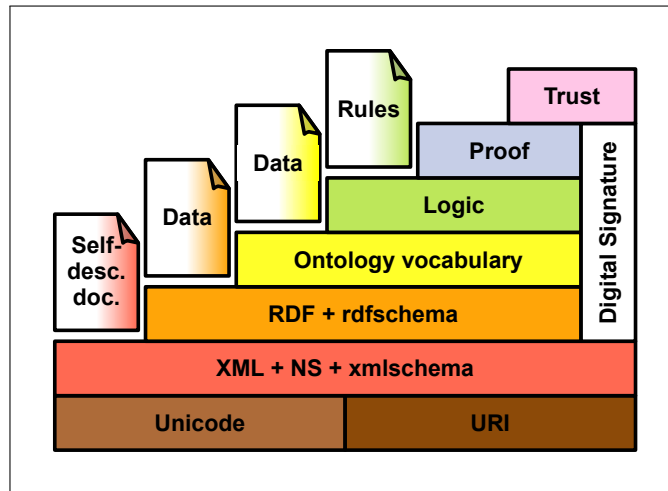 Rules
Trust
Data
Proof
Data
Logic
Self-
desc.
doc.
Ontology vocabulary
Digital Signature
RDF + rdfschema
XML + NS + xmlschema
Unicode
URI